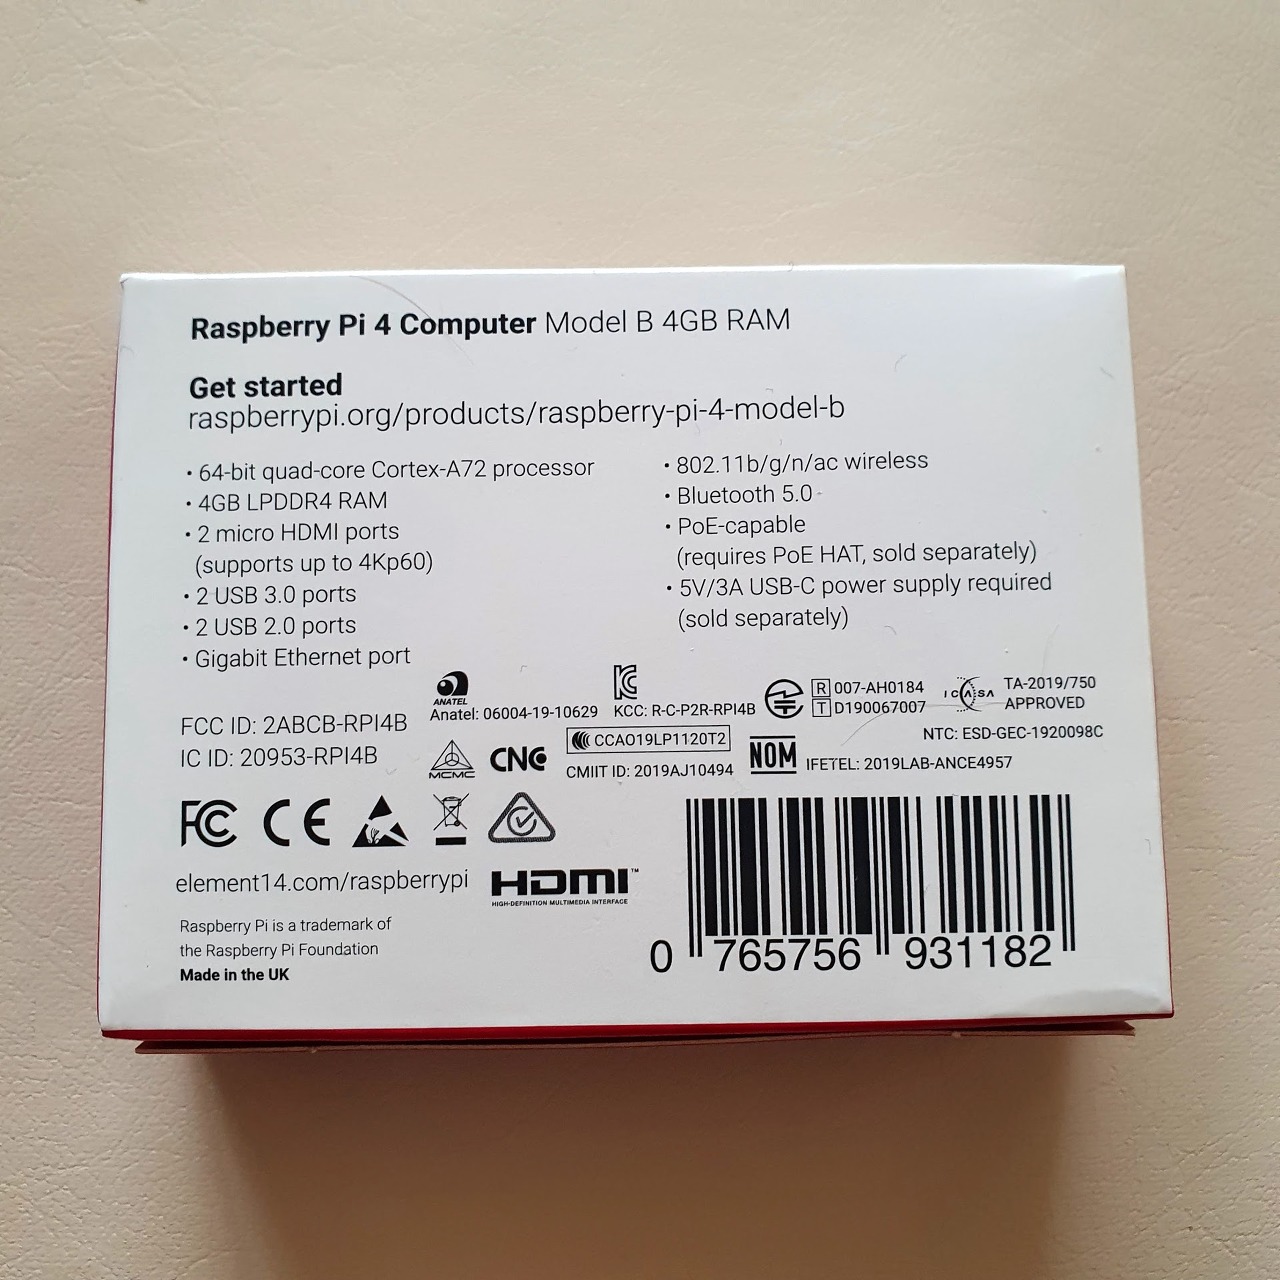 Raspberry Pi 4 Computer Model B 4GB RAM
Get started
raspberrypi.org/products/raspberry-pi-4-model-b
· 64-bit quad-core Cortex-A72 processor
· 4GB LPDDR4 RAM
· 2 micro HDMI ports
(supports up to 4Kp60)
· 2 USB 3.0 ports
· 2 USB 2.0 ports
· Gigabit Ethernet port
· 802.11b/g/n/ac wireless
· Bluetooth 5.0
· PoE-capable
(requires PoE HAT, sold separately)
· 5V/3A USB-C power supply required
(sold separately)
FCC ID: 2ABCB-RPI4B
IC ID: 20953-RPI4B
ANATEL
Anatel: 06004-19-10629
KCC: R-C-P2R-RPI4B
R 007-AH0184
T D190067007
ICASA
TA-2019/750
APPROVED
NTC: ESD-GEC-1920098C
MCMC
CNC
CCAO19LP1120T2
CMIIT ID: 2019AJ10494
NOM
IFETEL: 2019LAB-ANCE4957
FC CE
element14.com/raspberrypi
HDMI™
HIGH-DEFINITION MULTIMEDIA INTERFACE
Raspberry Pi is a trademark of
the Raspberry Pi Foundation
Made in the UK
0 765756 931182